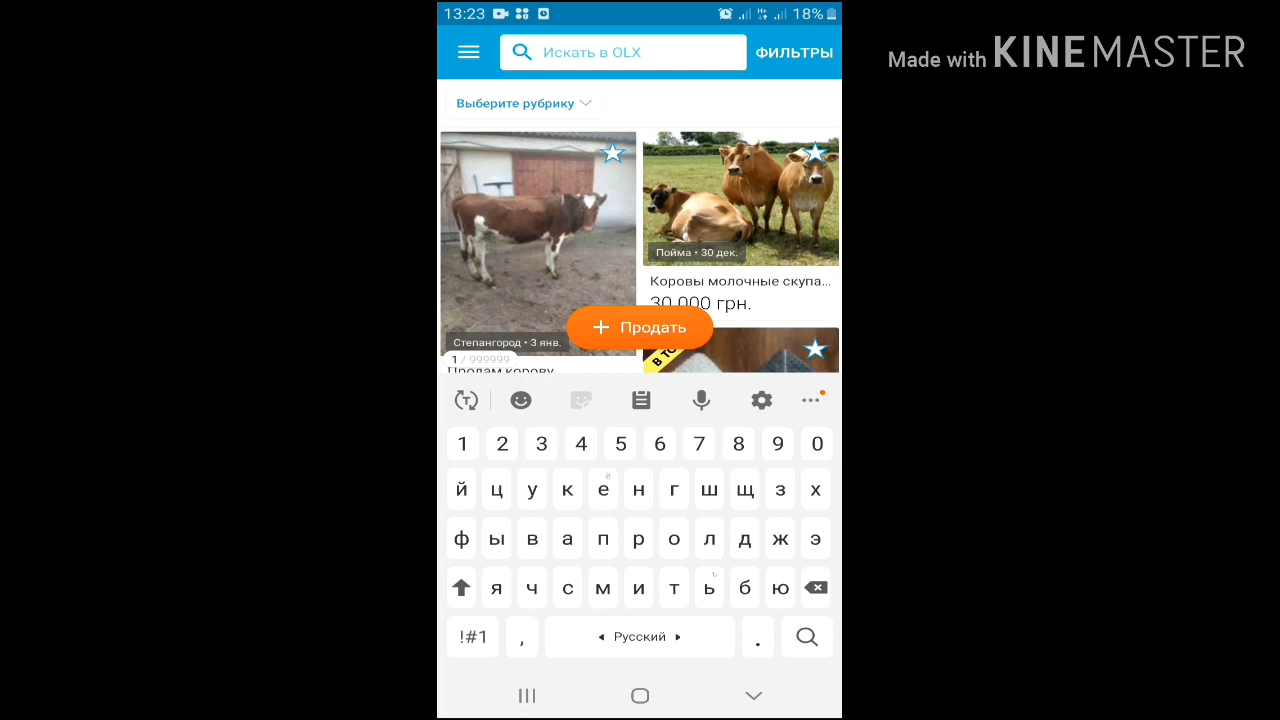 13:23
18%
Made with KINEMASTER
Искать в OLX
ФИЛЬТРЫ
Выберите рубрику
Пойма • 30 дек.
Коровы молочные скупа...
30 000 грн.
+ Продать
Степангород • 3 янв.
1 / 999999
Продам корову
В ТО
1 2 3 4 5 6 7 8 9 0
ё
й ц у к е н г ш щ з х
ф ы в а п р о л д ж э
ъ
я ч с м и т ь б ю
!#1 , Русский .